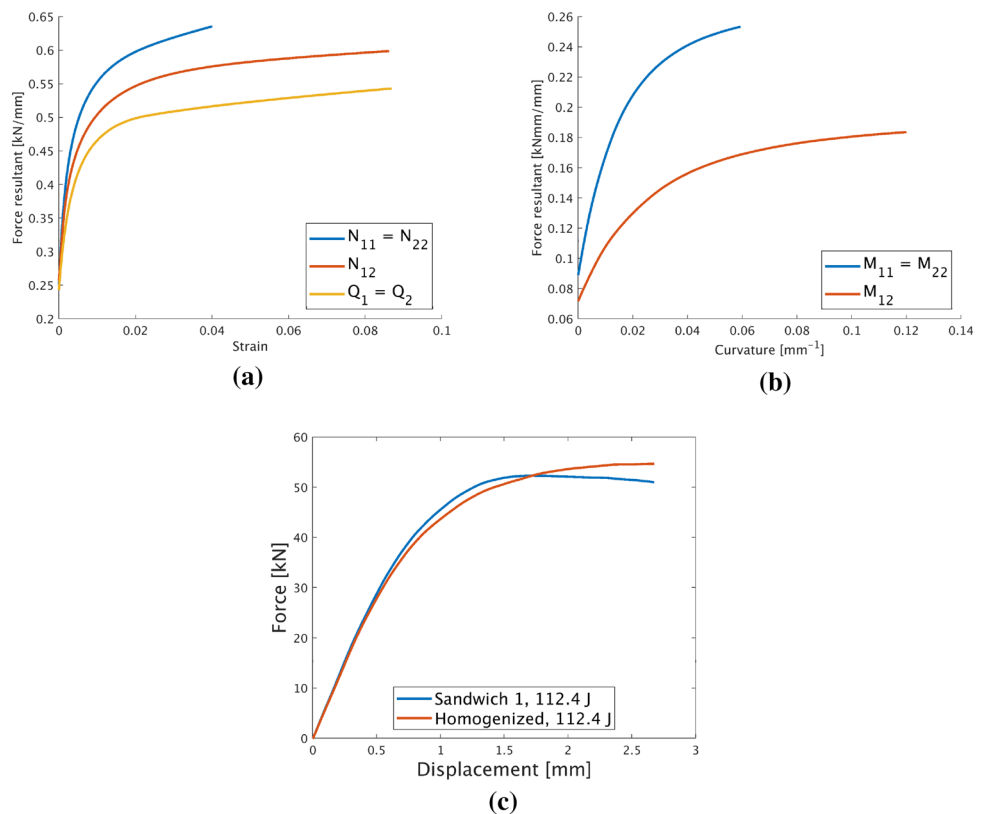 Force resultant [kN/mm]
0.65
0.6
0.55
0.5
0.45
0.4
0.35
0.3
0.25
0.2
N11 = N22
N12
Q1 = Q2
0 0.02 0.04 0.06 0.08 0.1
Strain
(a)
Force resultant [kNmm/mm]
0.26
0.24
0.22
0.2
0.18
0.16
0.14
0.12
0.1
0.08
0.06
M11 = M22
M12
0 0.02 0.04 0.06 0.08 0.1 0.12 0.14
Curvature [mm⁻¹]
(b)
Force [kN]
60
50
40
30
20
10
0
Sandwich 1, 112.4 J
Homogenized, 112.4 J
0 0.5 1 1.5 2 2.5 3
Displacement [mm]
(c)